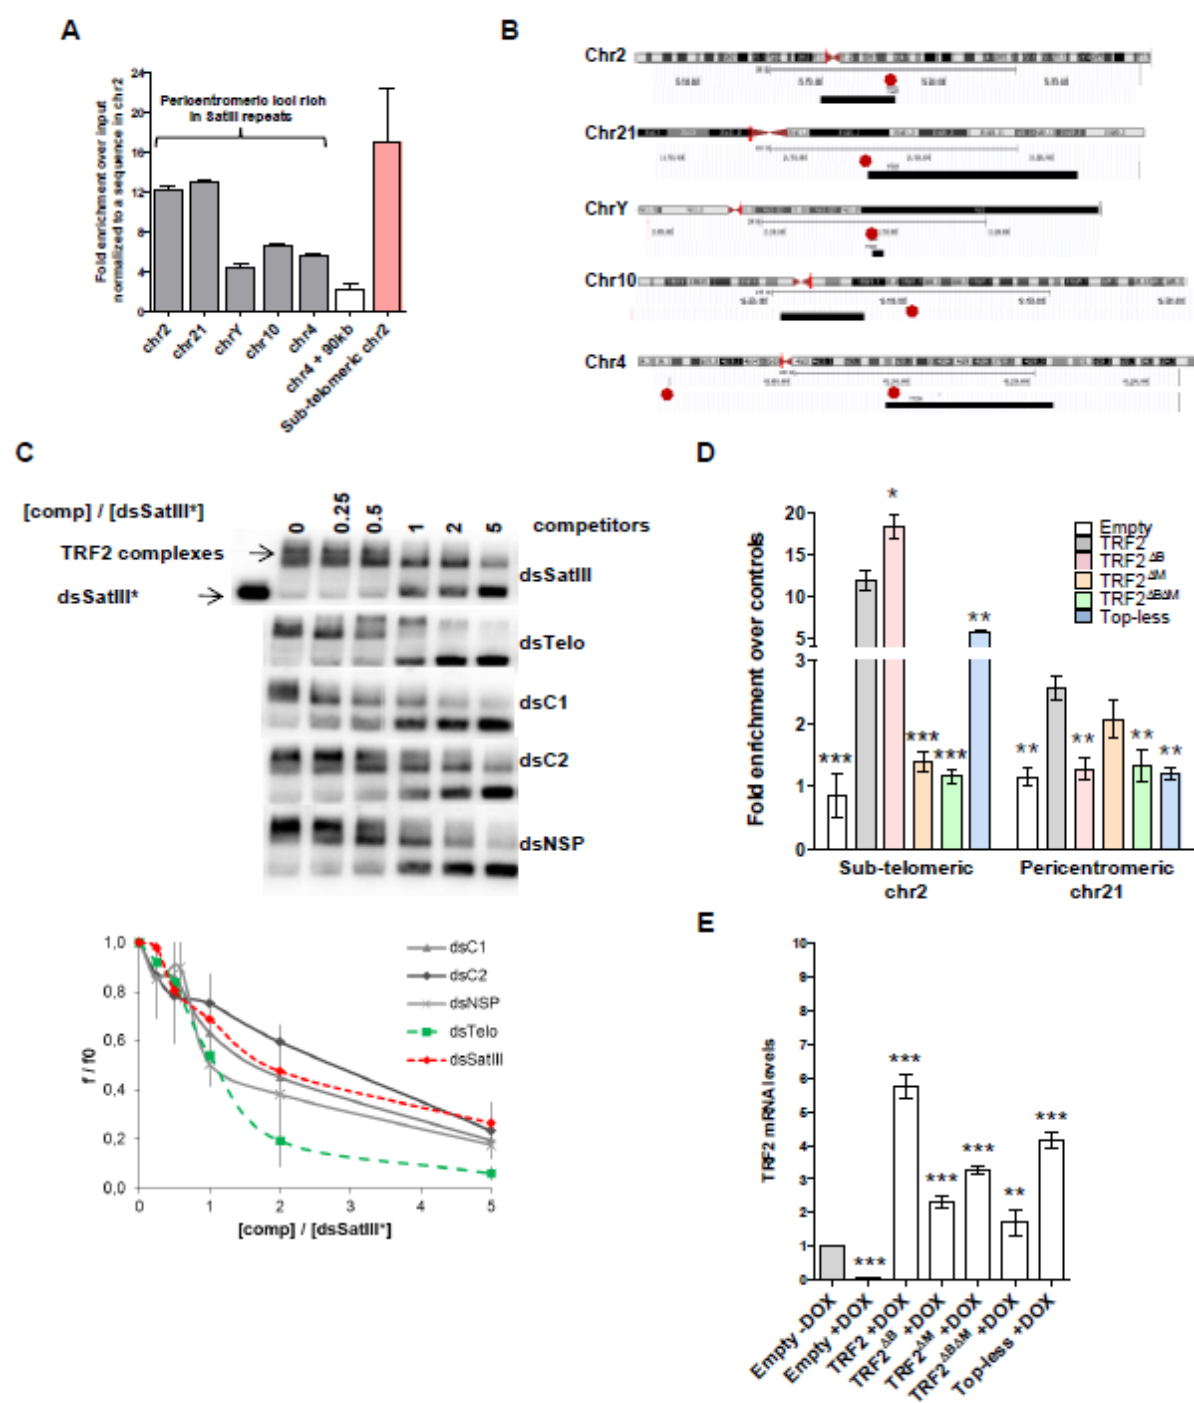 A
Fold enrichment over input
normalized to a sequence in chr2
24
20
16
12
8
4
0
Pericentromeric loci rich
in SatIII repeats
chr2
chr21
chrY
chr10
chr4
chr4 + 90kb
Sub-telomeric chr2
B
Chr2
Chr21
ChrY
Chr10
Chr4
C
[comp] / [dsSatIII*]
0
0.25
0.5
1
2
5
competitors
TRF2 complexes
dsSatIII*
dsSatIII
dsTelo
dsC1
dsC2
dsNSP
f / f0
1,0
0,8
0,6
0,4
0,2
0,0
0
1
2
3
4
5
[comp] / [dsSatIII*]
dsC1
dsC2
dsNSP
dsTelo
dsSatIII
D
Fold enrichment over controls
20
15
10
5
3
2
1
0
***
*
***
***
**
**
**
**
**
Empty
TRF2
TRF2ΔB
TRF2ΔM
TRF2ΔBΔM
Top-less
Sub-telomeric
chr2
Pericentromeric
chr21
E
TRF2 mRNA levels
10
9
8
7
6
5
4
3
2
1
0
***
***
***
***
**
***
Empty -DOX
Empty +DOX
TRF2 +DOX
TRF2ΔB +DOX
TRF2ΔM +DOX
TRF2ΔBΔM +DOX
Top-less +DOX